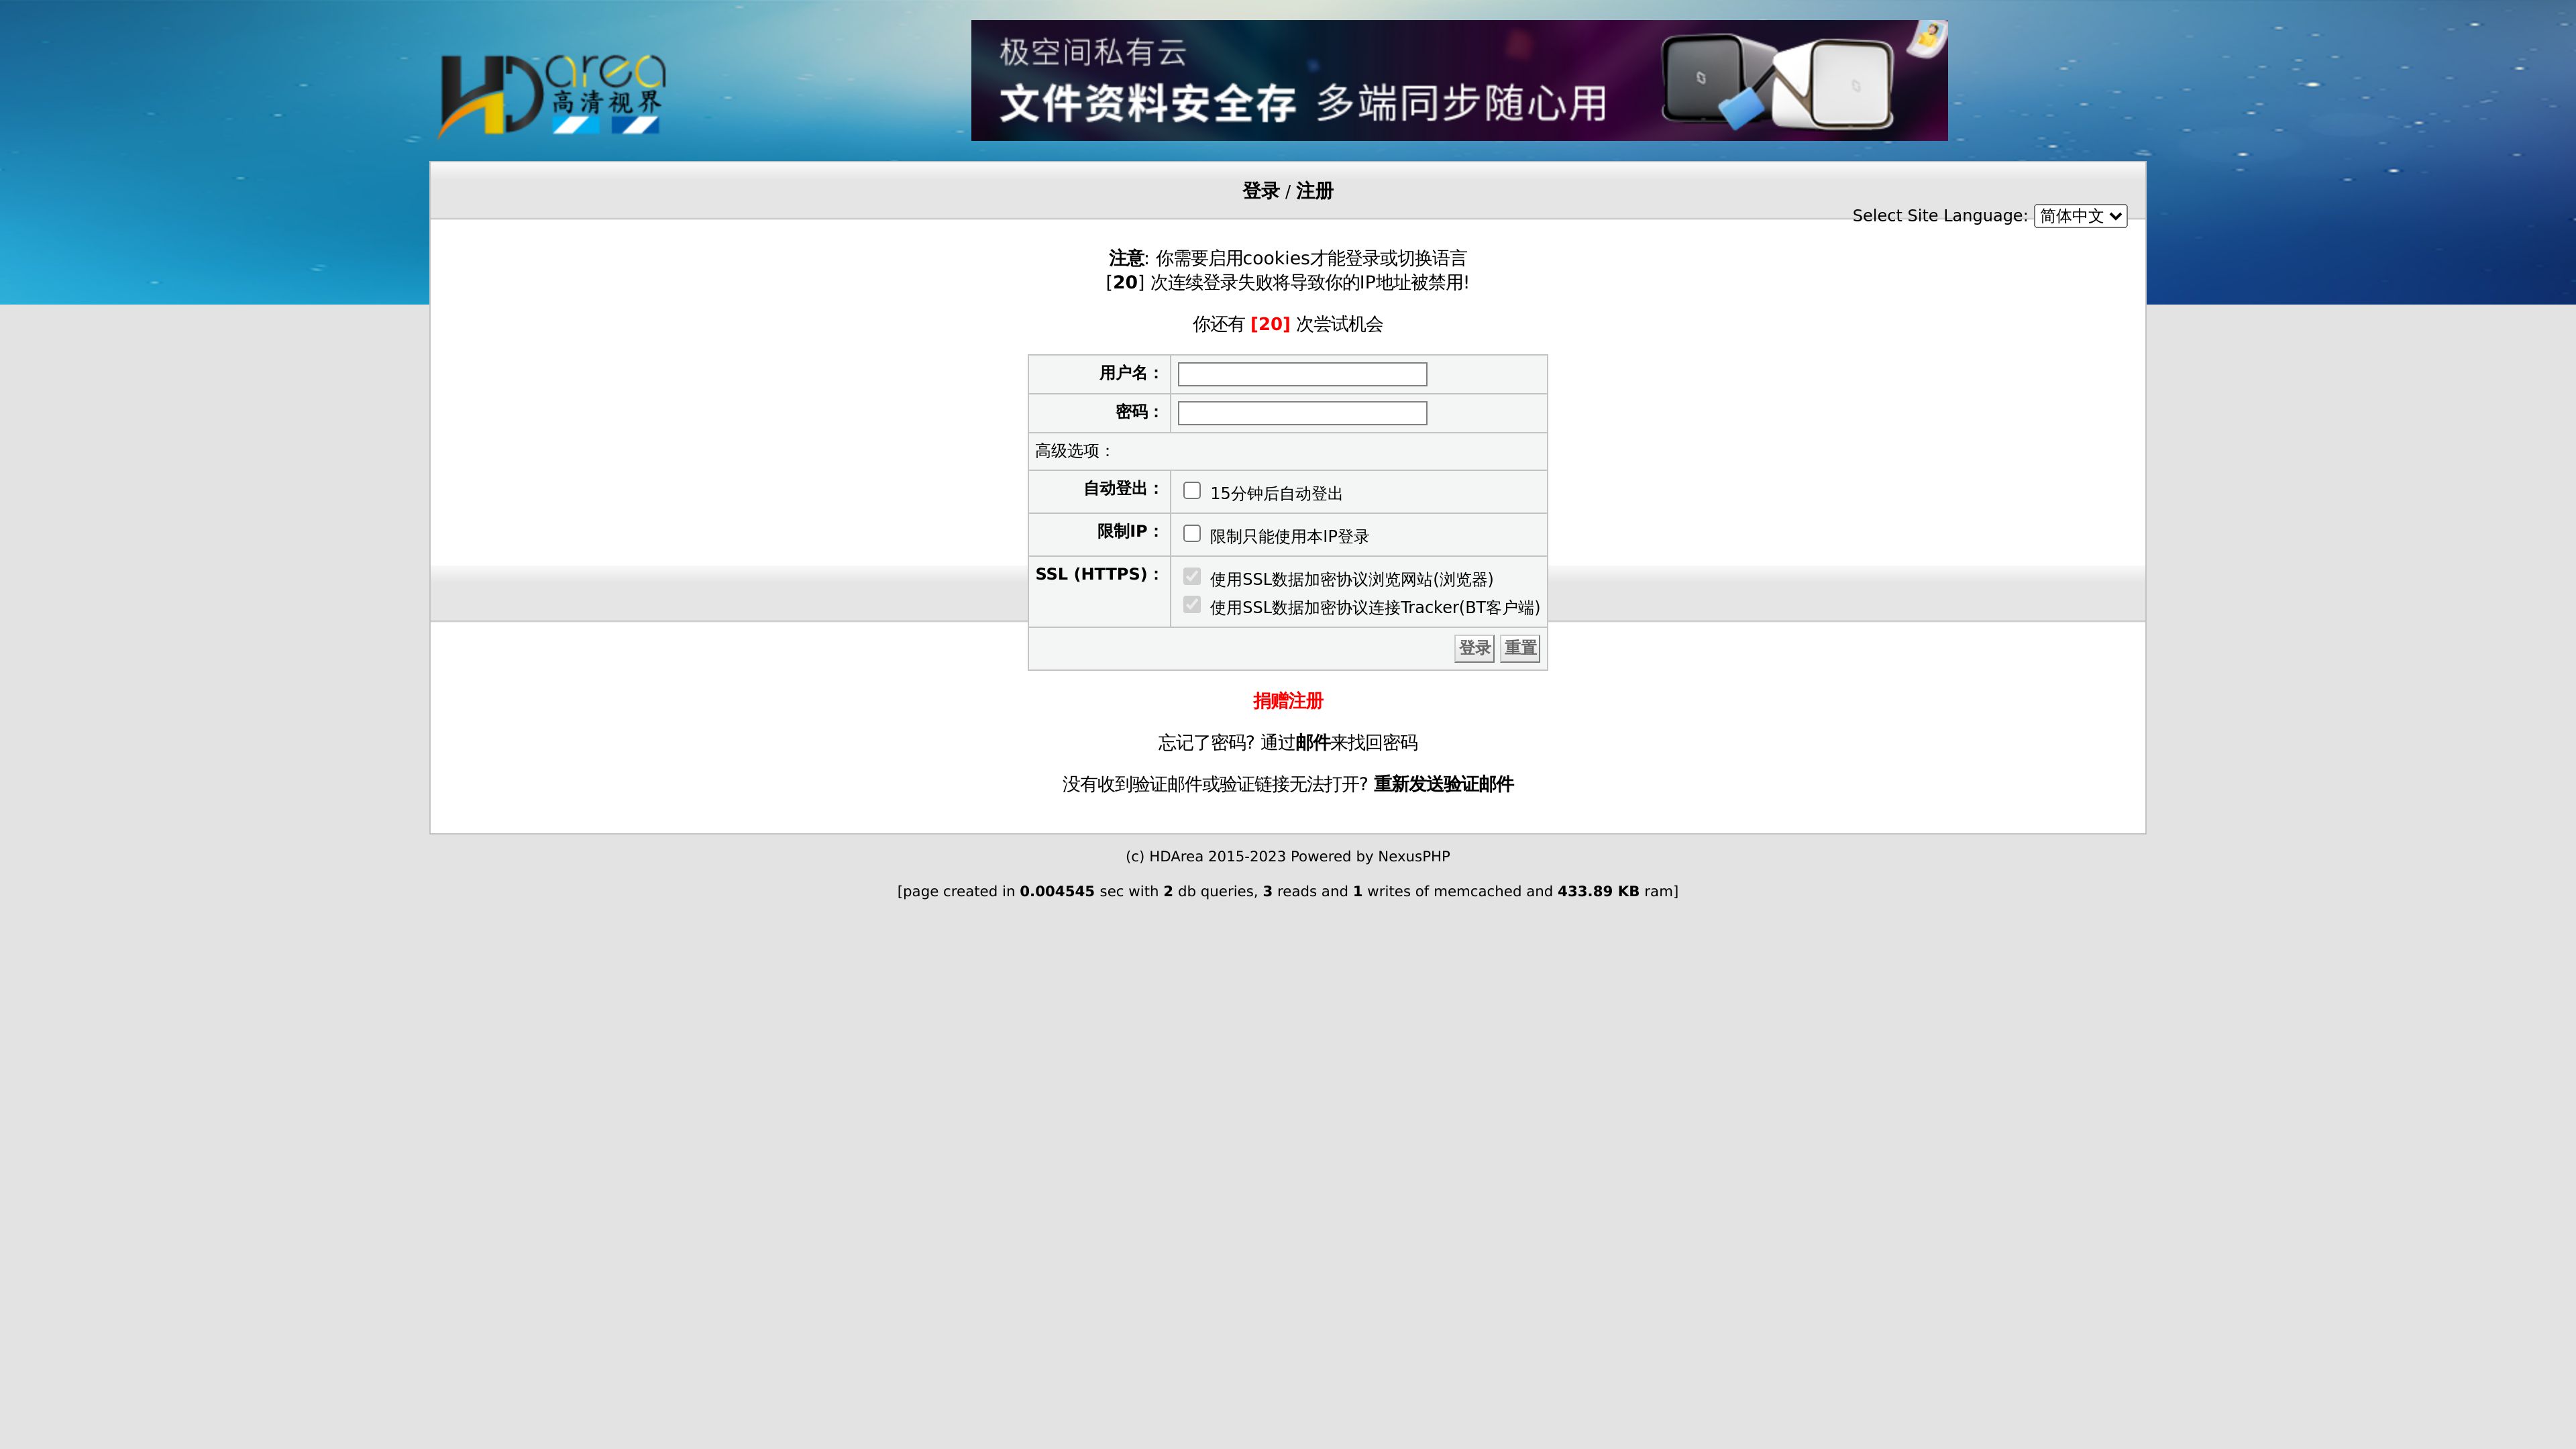 HDarea
高清视界
极空间私有云
文件资料安全存 多端同步随心用
登录 / 注册
Select Site Language: 简体中文
注意: 你需要启用cookies才能登录或切换语言
[20] 次连续登录失败将导致你的IP地址被禁用!
你还有 [20] 次尝试机会
用户名：
密码：
高级选项：
自动登出： 15分钟后自动登出
限制IP： 限制只能使用本IP登录
SSL (HTTPS)： 使用SSL数据加密协议浏览网站(浏览器)
使用SSL数据加密协议连接Tracker(BT客户端)
登录 重置
捐赠注册
忘记了密码? 通过邮件来找回密码
没有收到验证邮件或验证链接无法打开? 重新发送验证邮件
(c) HDArea 2015-2023 Powered by NexusPHP
[page created in 0.004545 sec with 2 db queries, 3 reads and 1 writes of memcached and 433.89 KB ram]